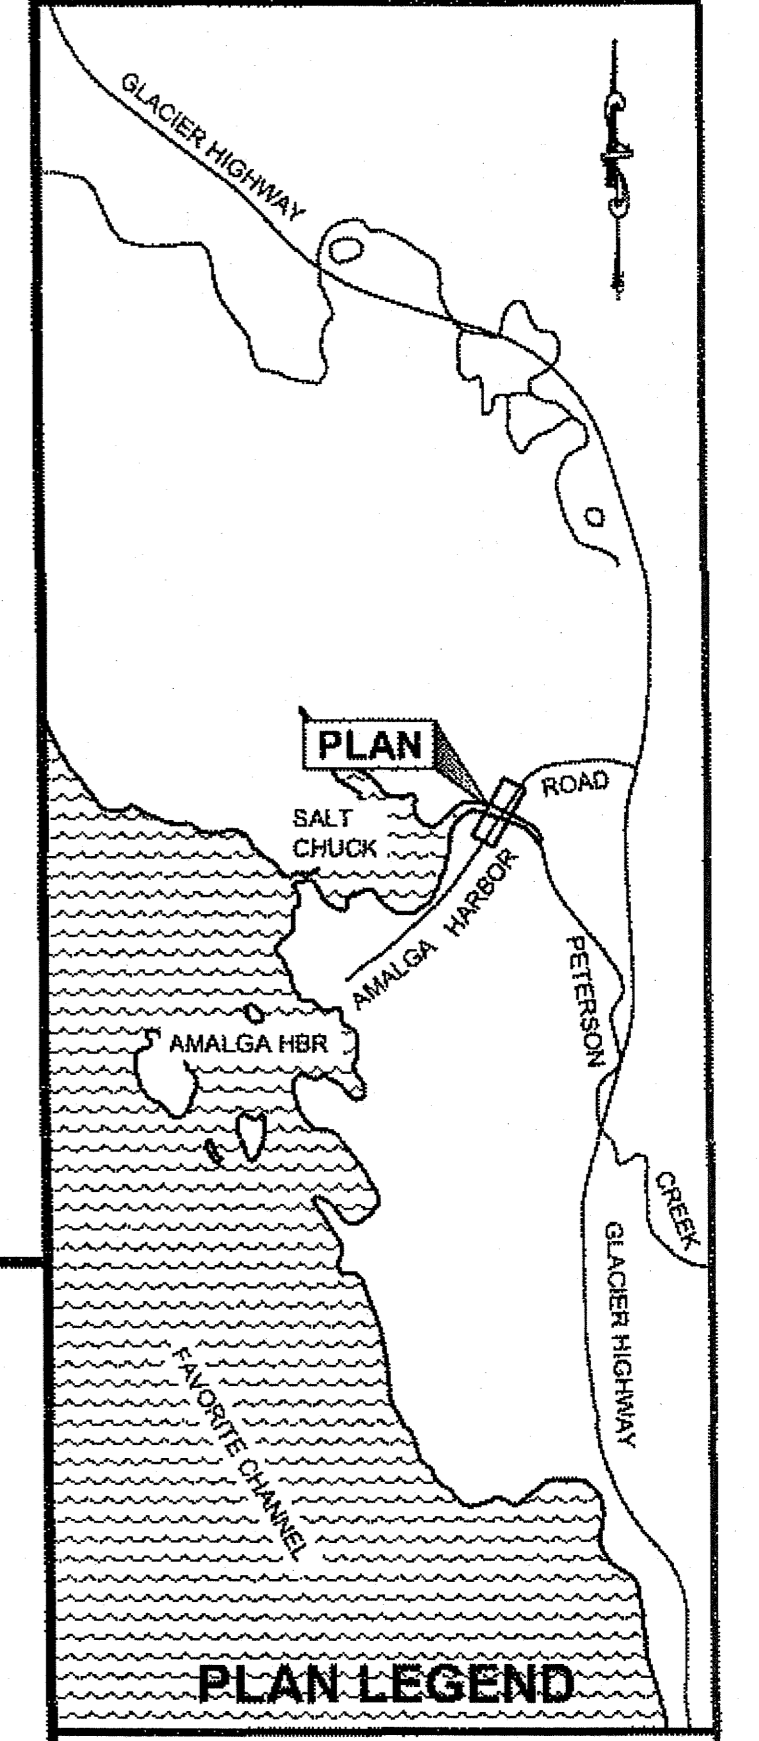 GLACIER HIGHWAY
PLAN
ROAD
SALT
CHUCK
AMALGA HARBOR
PETERSON
AMALGA HBR
CREEK
GLACIER HIGHWAY
FAVORITE CHANNEL
PLAN LEGEND